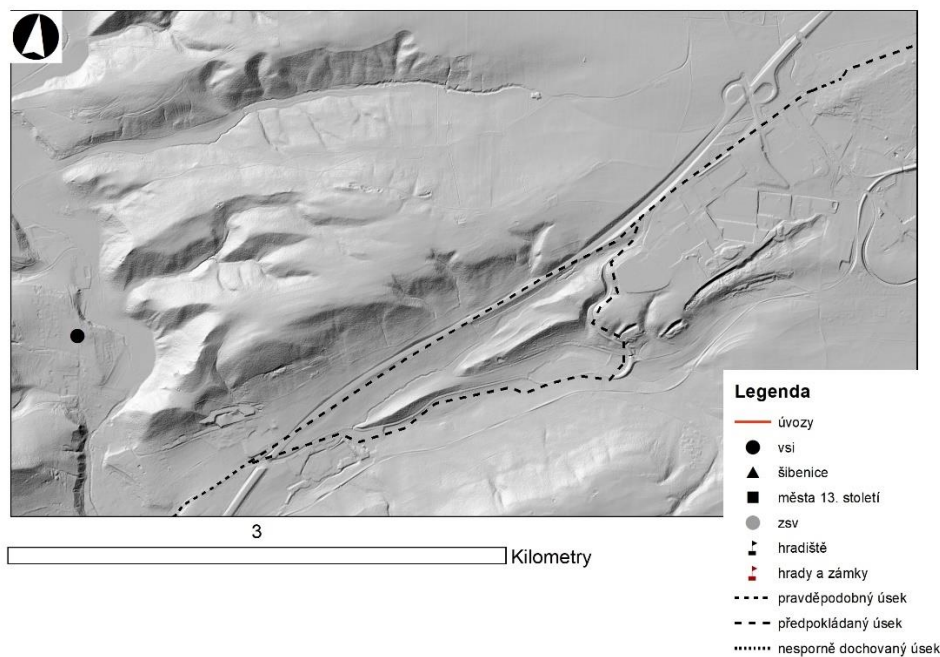 Legenda
úvozy
vsi
šibenice
města 13. století
zsv
hradiště
hrady a zámky
pravděpodobný úsek
předpokládaný úsek
nesporně dochovaný úsek
3
Kilometry